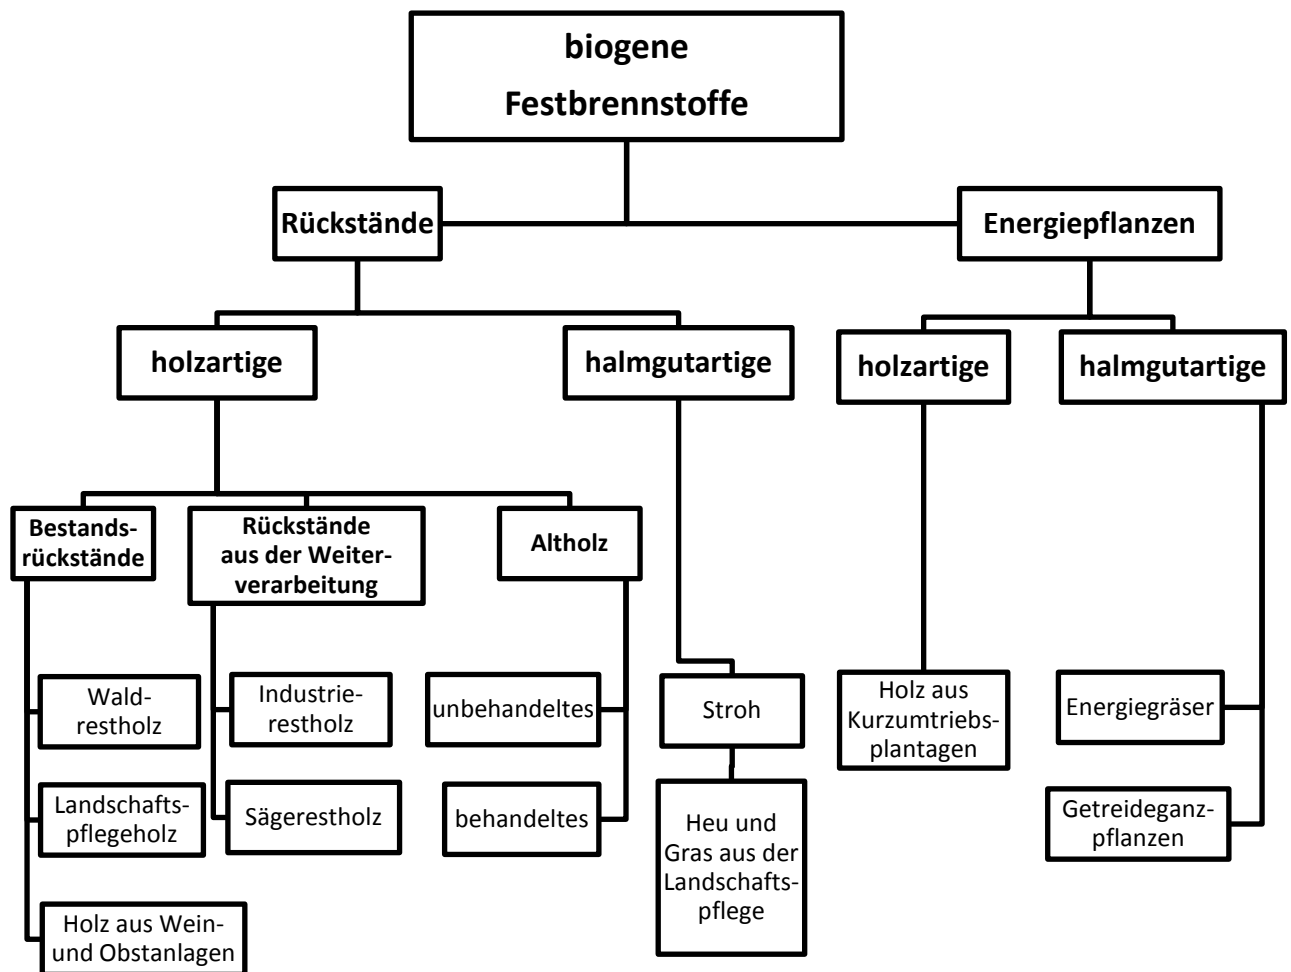 biogene
Festbrennstoffe
Rückstände
Energiepflanzen
holzartige
halmgutartige
holzartige
halmgutartige
Bestands-
rückstände
Rückstände
aus der Weiter-
verarbeitung
Altholz
Wald-
restholz
Industrie-
restholz
unbehandeltes
Stroh
Holz aus
Kurzumtriebs-
plantagen
Energiegräser
Landschafts-
pflegeholz
Sägerestholz
behandeltes
Heu und
Gras aus der
Landschafts-
pflege
Getreideganz-
pflanzen
Holz aus Wein-
und Obstanlagen